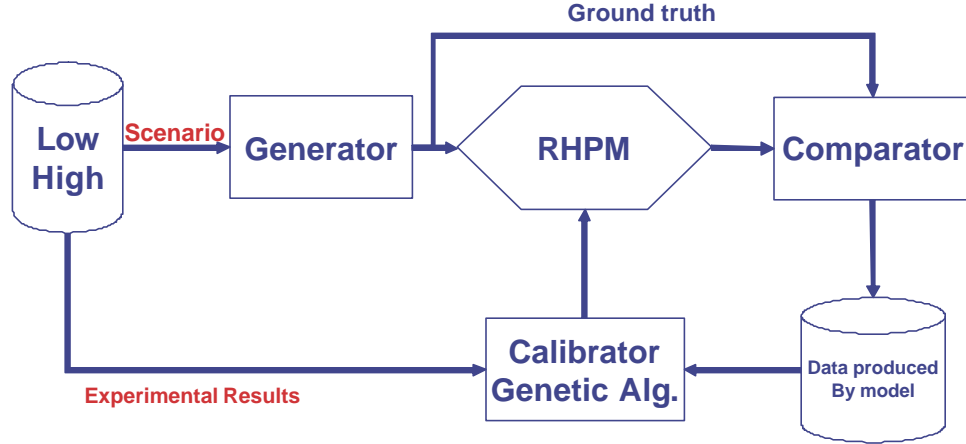 Ground truth
Low
High
Scenario
Generator
RHPM
Comparator
Calibrator
Genetic Alg.
Data produced
By model
Experimental Results